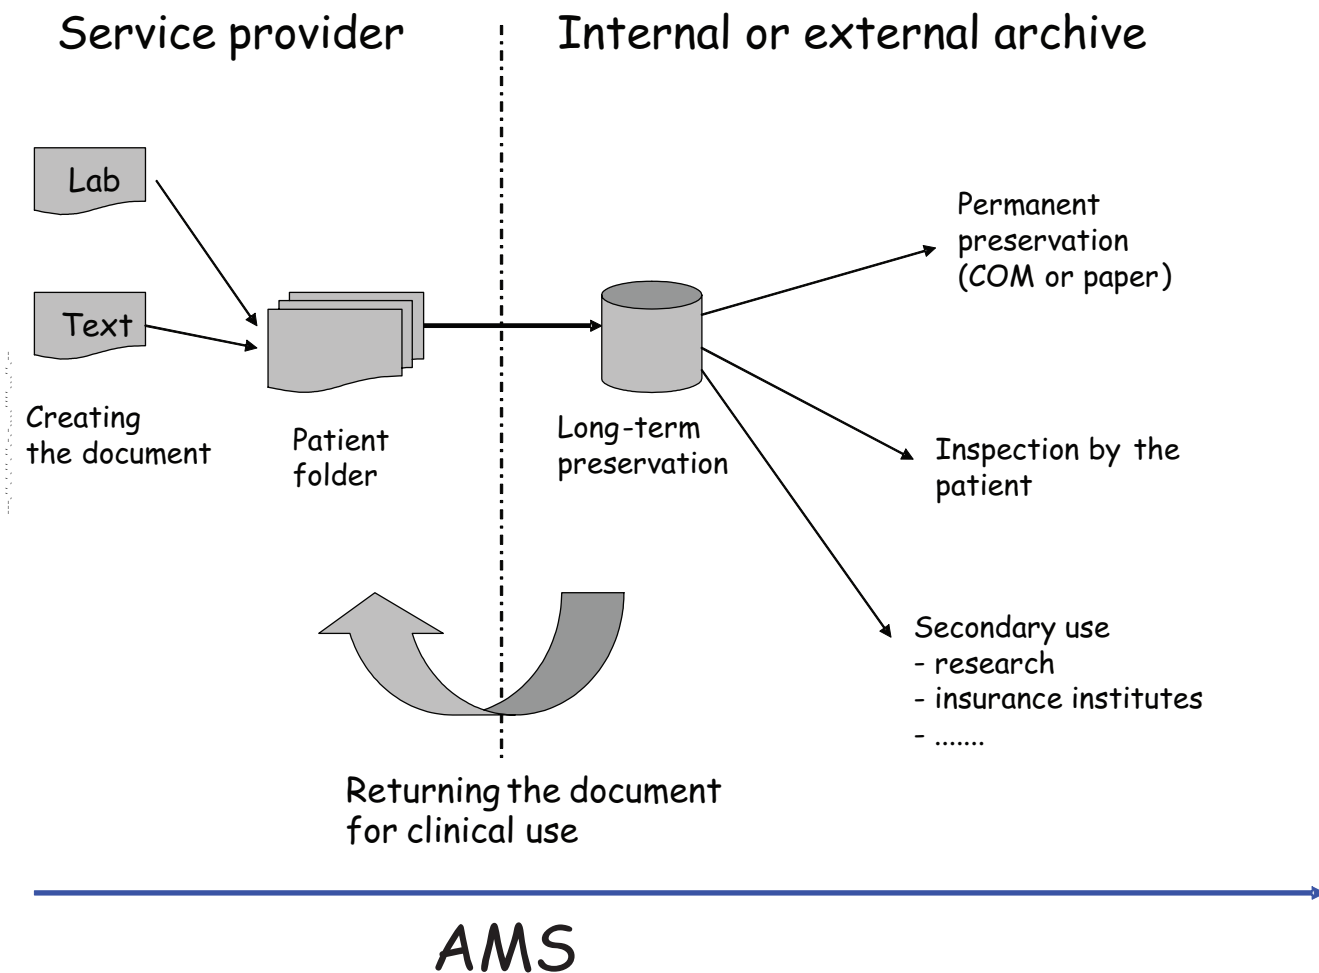 Service provider
Internal or external archive
Lab
Text
Creating
the document
Patient
folder
Long-term
preservation
Permanent
preservation
(COM or paper)
Inspection by the
patient
Secondary use
- research
- insurance institutes
- .......
Returning the document
for clinical use
AMS